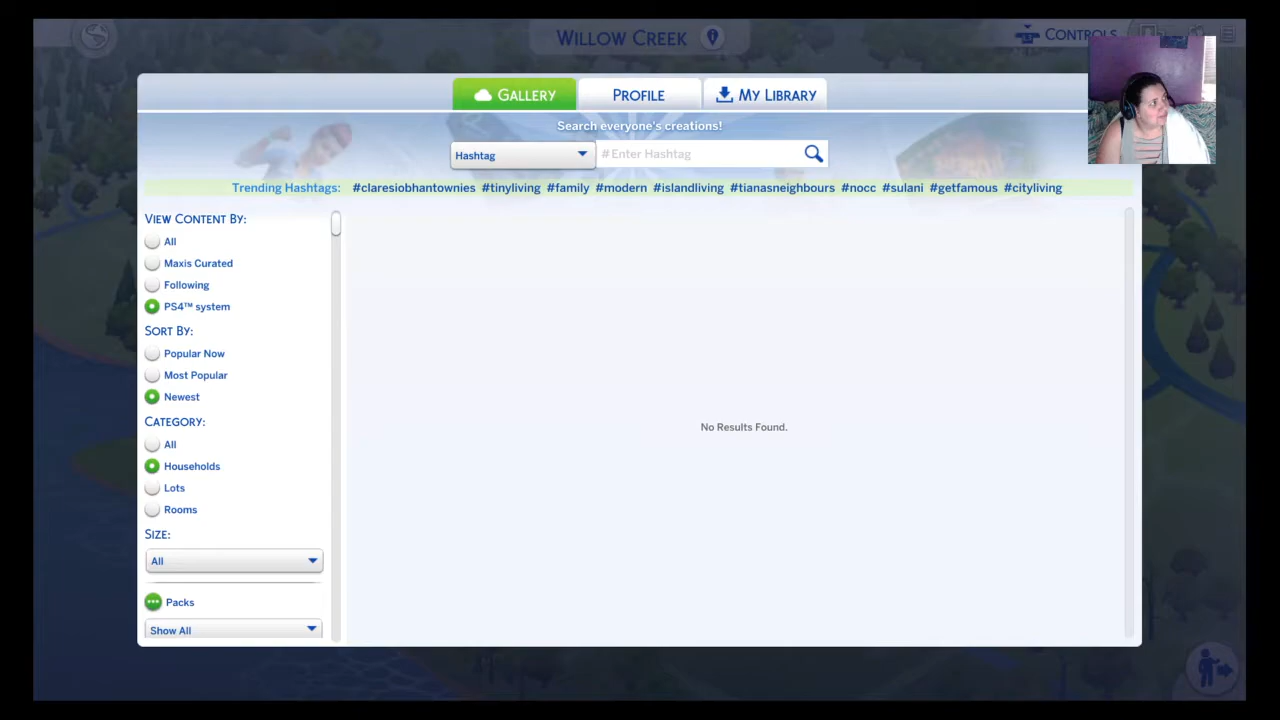 WILLOW CREEK
CONTROLS
GALLERY PROFILE MY LIBRARY
Search everyone's creations!
Hashtag #Enter Hashtag
Trending Hashtags: #claresiobhantownies #tinyliving #family #modern #islandliving #tianasneighbours #nocc #sulani #getfamous #cityliving
VIEW CONTENT BY:
All
Maxis Curated
Following
PS4™ system
SORT BY:
Popular Now
Most Popular
Newest
CATEGORY:
All
Households
Lots
Rooms
SIZE:
All
Packs
Show All
No Results Found.